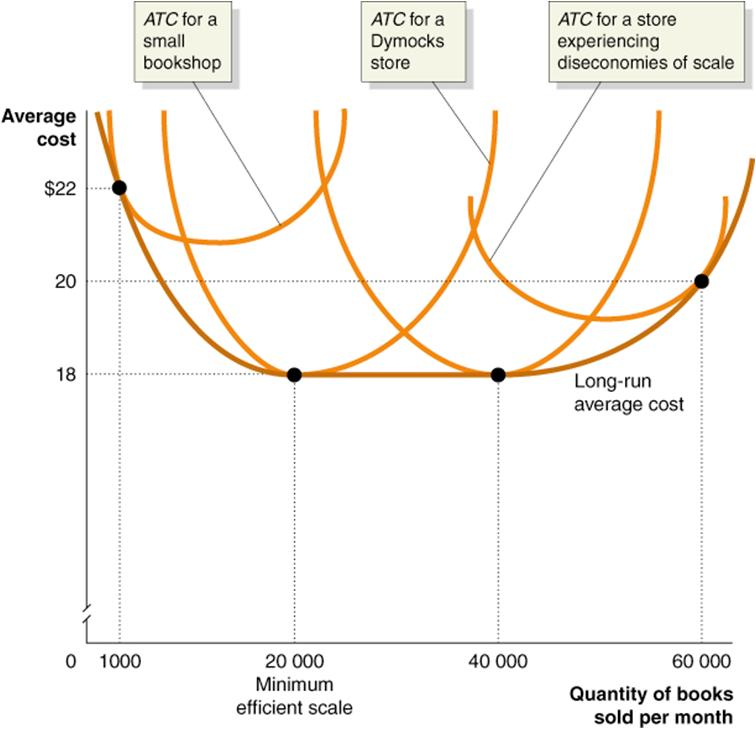 ATC for a
small
bookshop
ATC for a
Dymocks
store
ATC for a store
experiencing
diseconomies of scale
Average
cost
$22
20
18
Long-run
average cost
0
1000
20 000
40 000
60 000
Minimum
efficient scale
Quantity of books
sold per month